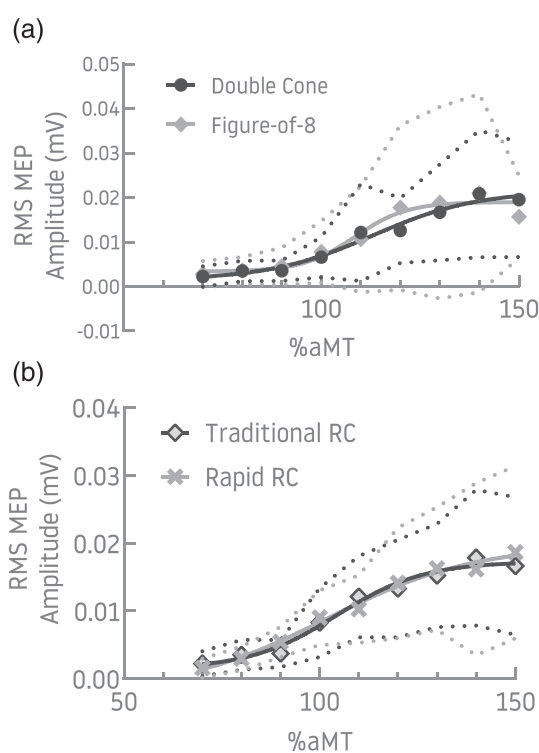 (a)
0.05
Double Cone
0.04
Figure-of-8
0.03
RMS MEP
Amplitude (mV)
0.02
0.01
0.00
100
150
-0.01
%aMT
(b)
0.04
Traditional RC
0.03
Rapid RC
RMS MEP
Amplitude (mV)
0.02
0.01
0.00
50
100
150
%aMT